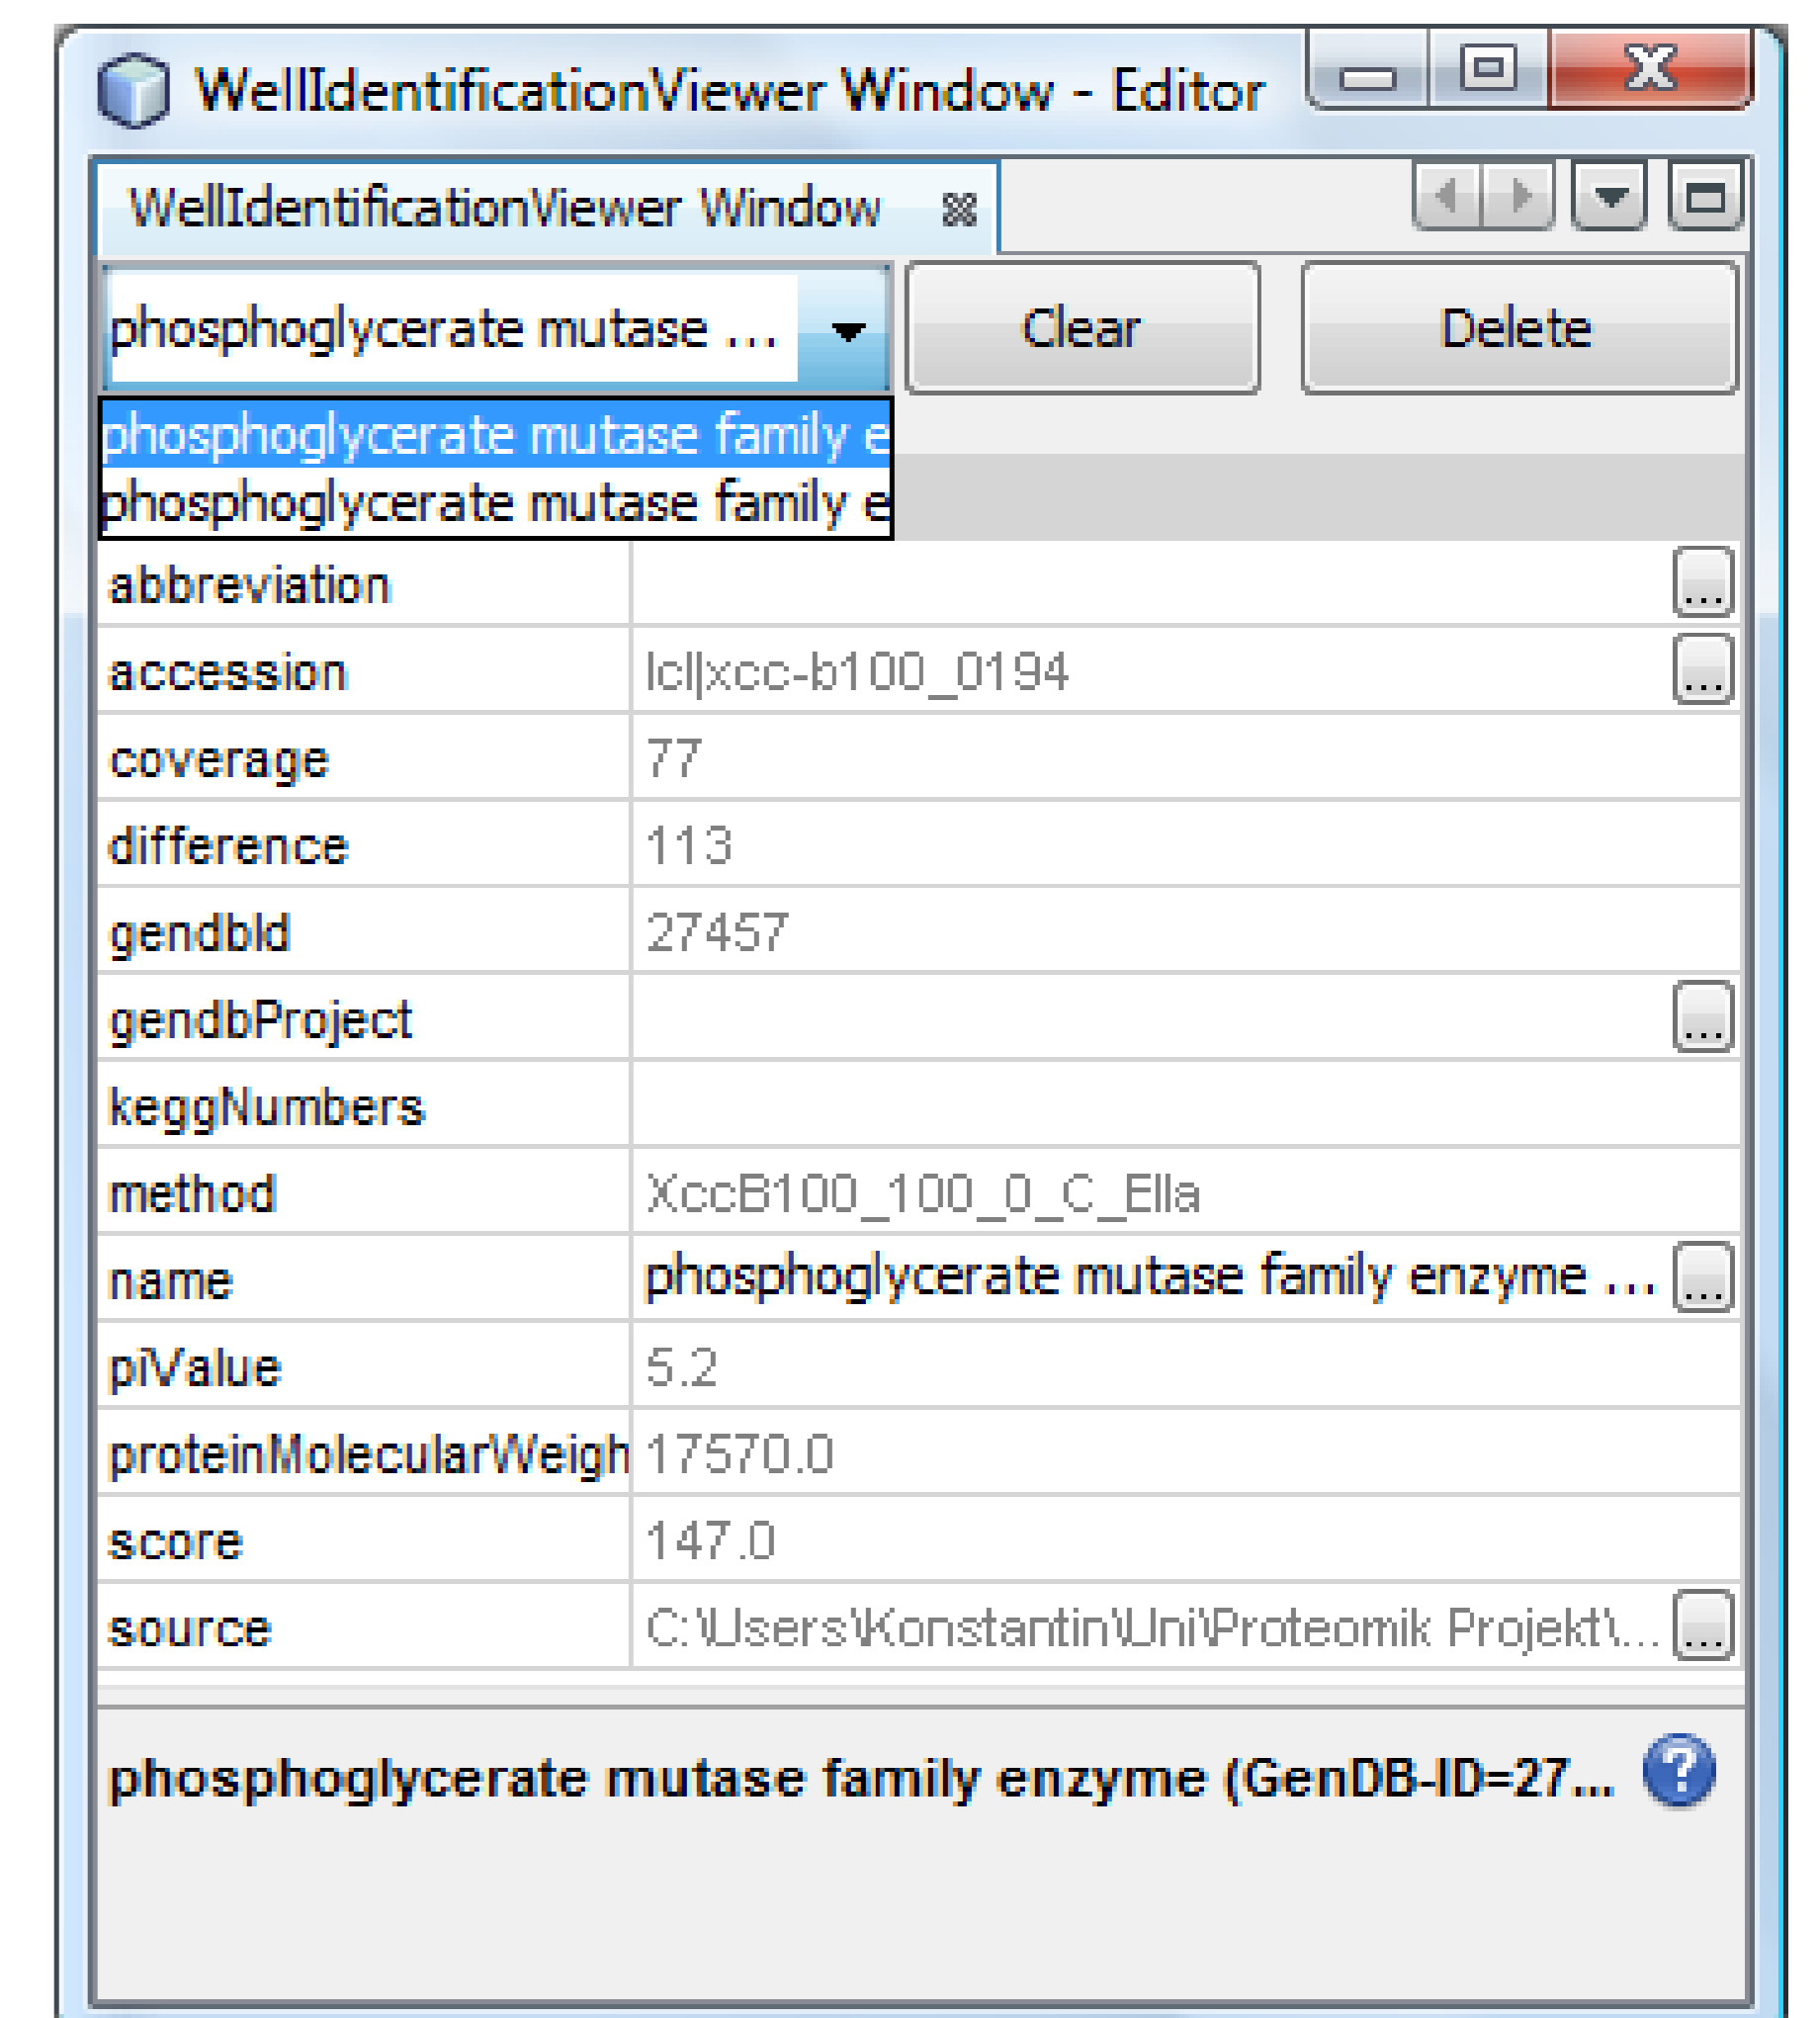 WellIdentificationViewer Window - Editor
WellIdentificationViewer Window
phosphoglycerate mutase ...
Clear
Delete
phosphoglycerate mutase family e
phosphoglycerate mutase family e
abbreviation ...
accession lcl|xcc-b100_0194 ...
coverage 77
difference 113
gendbId 27457
gendbProject ...
keggNumbers
method XccB100_100_0_C_Ella
name phosphoglycerate mutase family enzyme ... ...
piValue 5.2
proteinMolecularWeigh 17570.0
score 147.0
source C:\Users\Konstantin\Uni\Proteomik Projekt\... ...
phosphoglycerate mutase family enzyme (GenDB-ID=27... ?